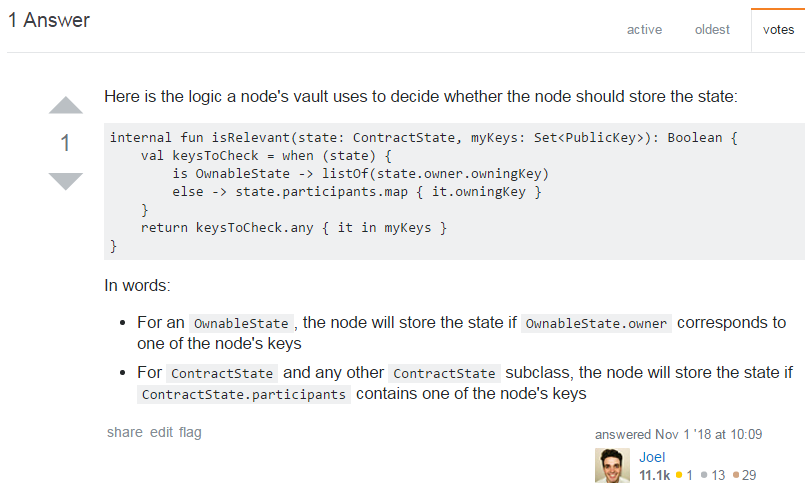 1 Answer
active oldest votes
Here is the logic a node's vault uses to decide whether the node should store the state:
1
internal fun isRelevant(state: ContractState, myKeys: Set<PublicKey>): Boolean {
    val keysToCheck = when (state) {
        is OwnableState -> listOf(state.owner.owningKey)
        else -> state.participants.map { it.owningKey }
    }
    return keysToCheck.any { it in myKeys }
}
In words:
• For an OwnableState, the node will store the state if OwnableState.owner corresponds to
one of the node's keys
• For ContractState and any other ContractState subclass, the node will store the state if
ContractState.participants contains one of the node's keys
share edit flag
answered Nov 1 '18 at 10:09
Joel
11.1k ● 1 ● 13 ● 29